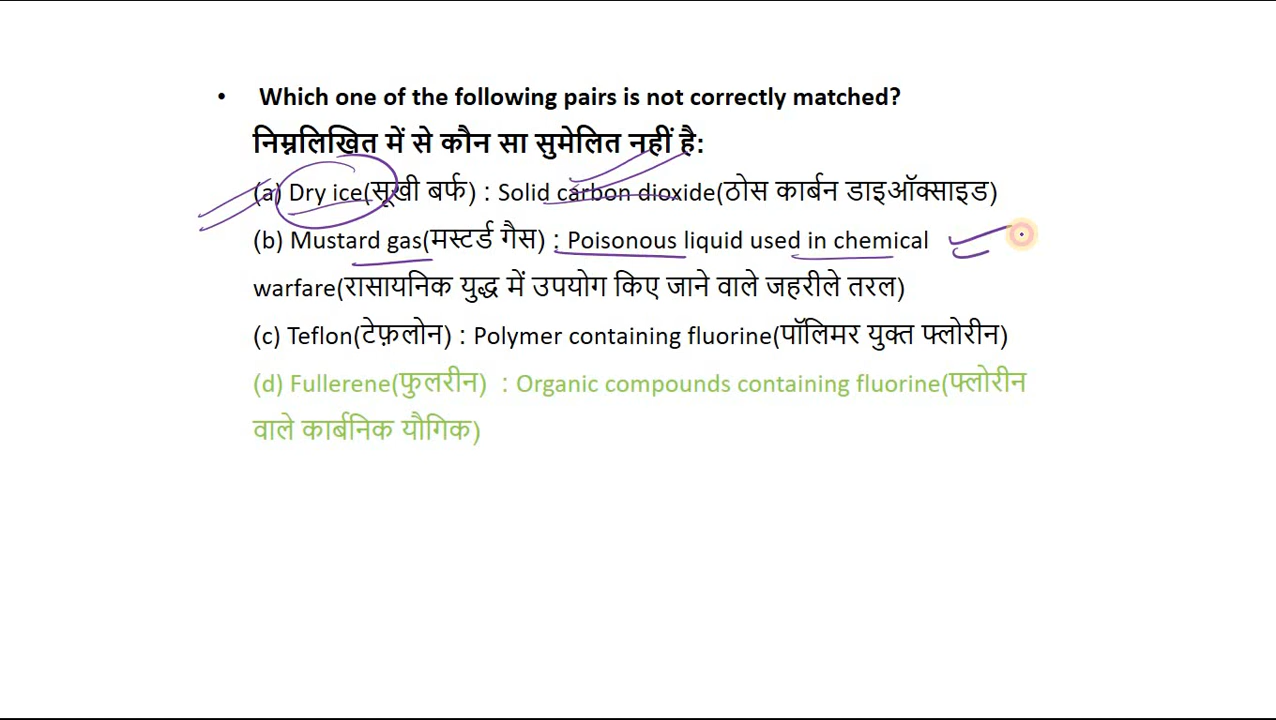 • Which one of the following pairs is not correctly matched?
निम्नलिखित में से कौन सा सुमेलित नहीं है:
(a) Dry ice(सूखी बर्फ) : Solid carbon dioxide(ठोस कार्बन डाइऑक्साइड)
(b) Mustard gas(मस्टर्ड गैस) : Poisonous liquid used in chemical
warfare(रासायनिक युद्ध में उपयोग किए जाने वाले जहरीले तरल)
(c) Teflon(टेफ़लोन) : Polymer containing fluorine(पॉलिमर युक्त फ्लोरीन)
(d) Fullerene(फुलरीन) : Organic compounds containing fluorine(फ्लोरीन
वाले कार्बनिक यौगिक)